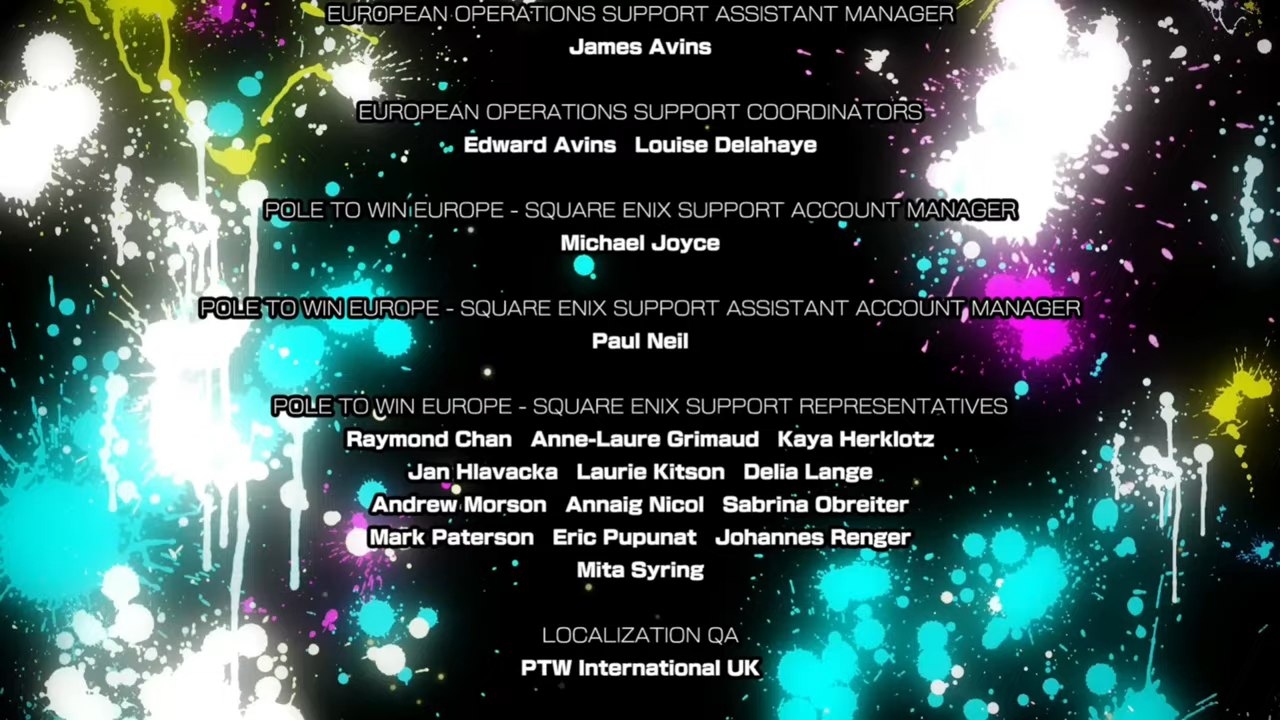 EUROPEAN OPERATIONS SUPPORT ASSISTANT MANAGER
James Avins
EUROPEAN OPERATIONS SUPPORT COORDINATORS
Edward Avins Louise Delahaye
POLE TO WIN EUROPE - SQUARE ENIX SUPPORT ACCOUNT MANAGER
Michael Joyce
POLE TO WIN EUROPE - SQUARE ENIX SUPPORT ASSISTANT ACCOUNT MANAGER
Paul Neil
POLE TO WIN EUROPE - SQUARE ENIX SUPPORT REPRESENTATIVES
Raymond Chan Anne-Laure Grimaud Kaya Herklotz
Jan Hlavacka Laurie Kitson Delia Lange
Andrew Morson Annaig Nicol Sabrina Obreiter
Mark Paterson Eric Pupunat Johannes Renger
Mita Syring
LOCALIZATION QA
PTW International UK